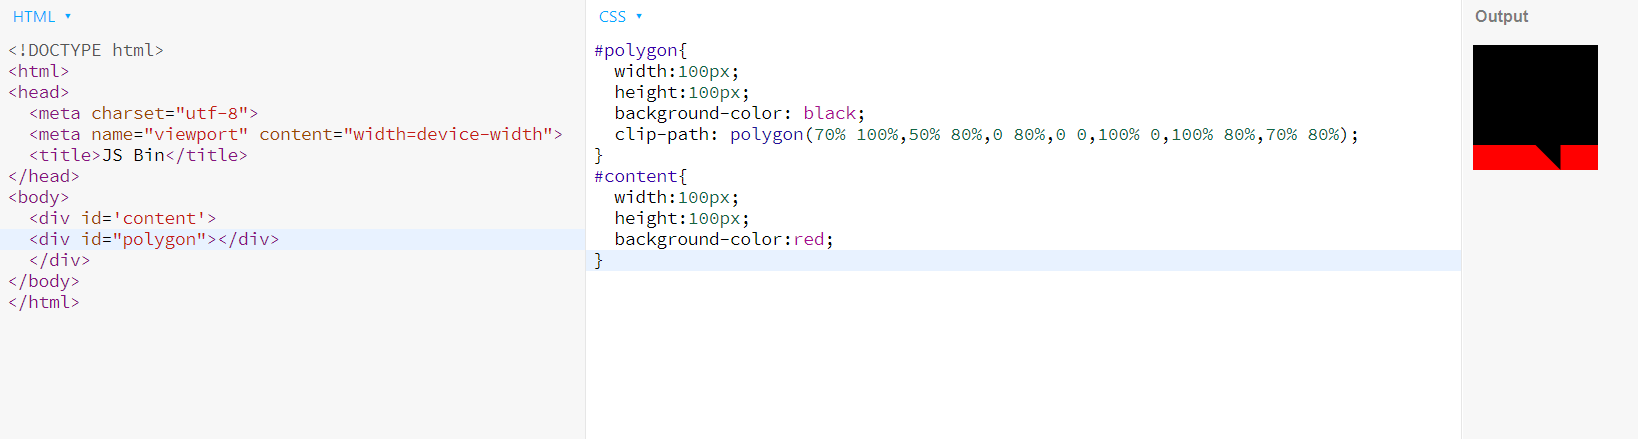 HTML ▾
<!DOCTYPE html>
<html>
<head>
  <meta charset="utf-8">
  <meta name="viewport" content="width=device-width">
  <title>JS Bin</title>
</head>
<body>
  <div id='content'>
  <div id="polygon"></div>
  </div>
</body>
</html>
CSS ▾
#polygon{
  width:100px;
  height:100px;
  background-color: black;
  clip-path: polygon(70% 100%,50% 80%,0 80%,0 0,100% 0,100% 80%,70% 80%);
}
#content{
  width:100px;
  height:100px;
  background-color:red;
}
Output